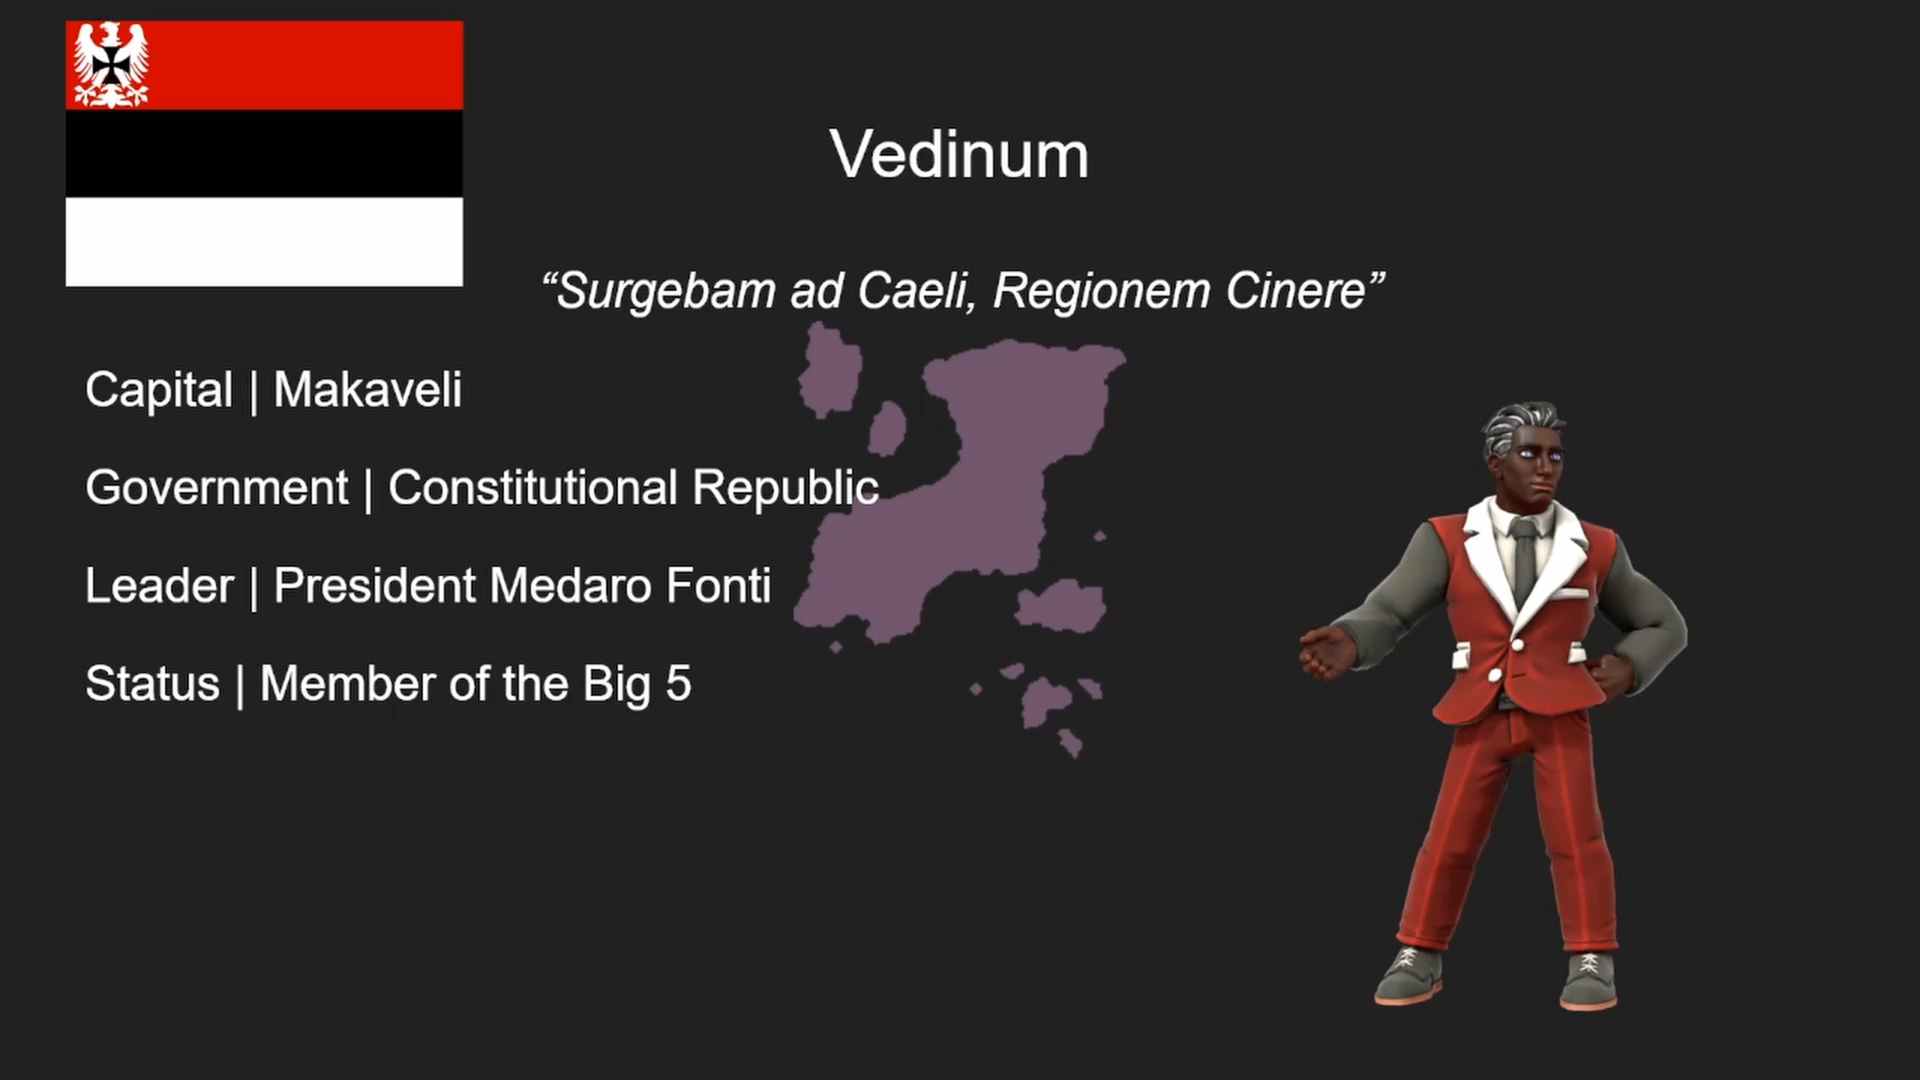 Vedinum
“Surgebam ad Caeli, Regionem Cinere”
Capital | Makaveli
Government | Constitutional Republic
Leader | President Medaro Fonti
Status | Member of the Big 5